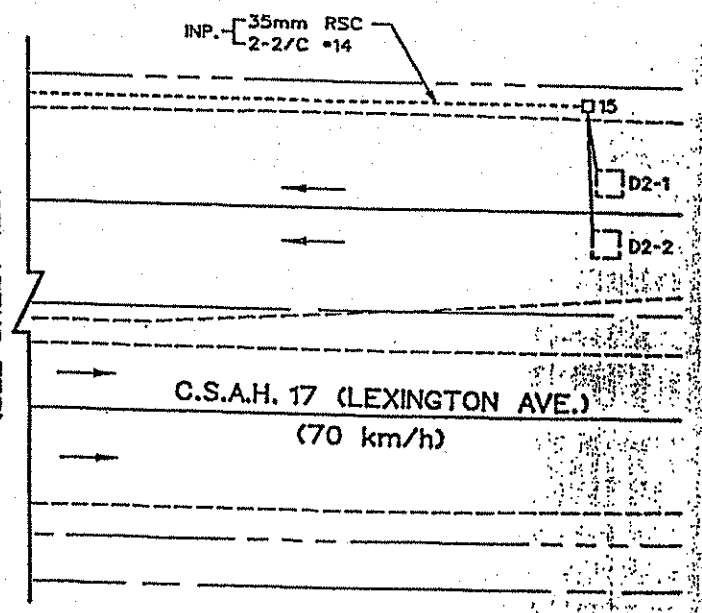 INP. 35mm RSC
2-2/C #14
15
D2-1
D2-2
C.S.A.H. 17 (LEXINGTON AVE.)
(70 km/h)